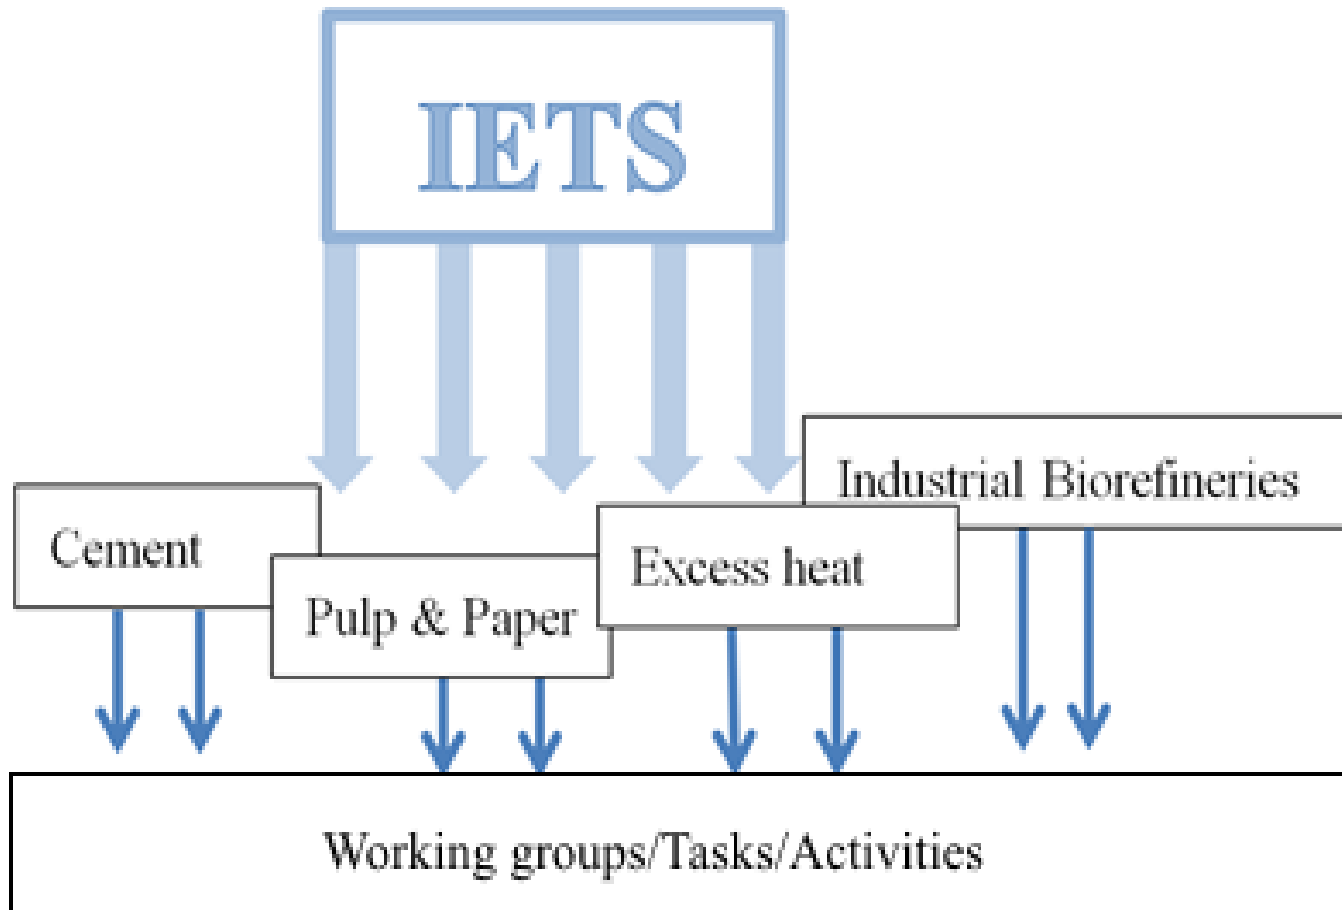 IETS
Industrial Biorefineries
Cement
Excess heat
Pulp & Paper
Working groups/Tasks/Activities